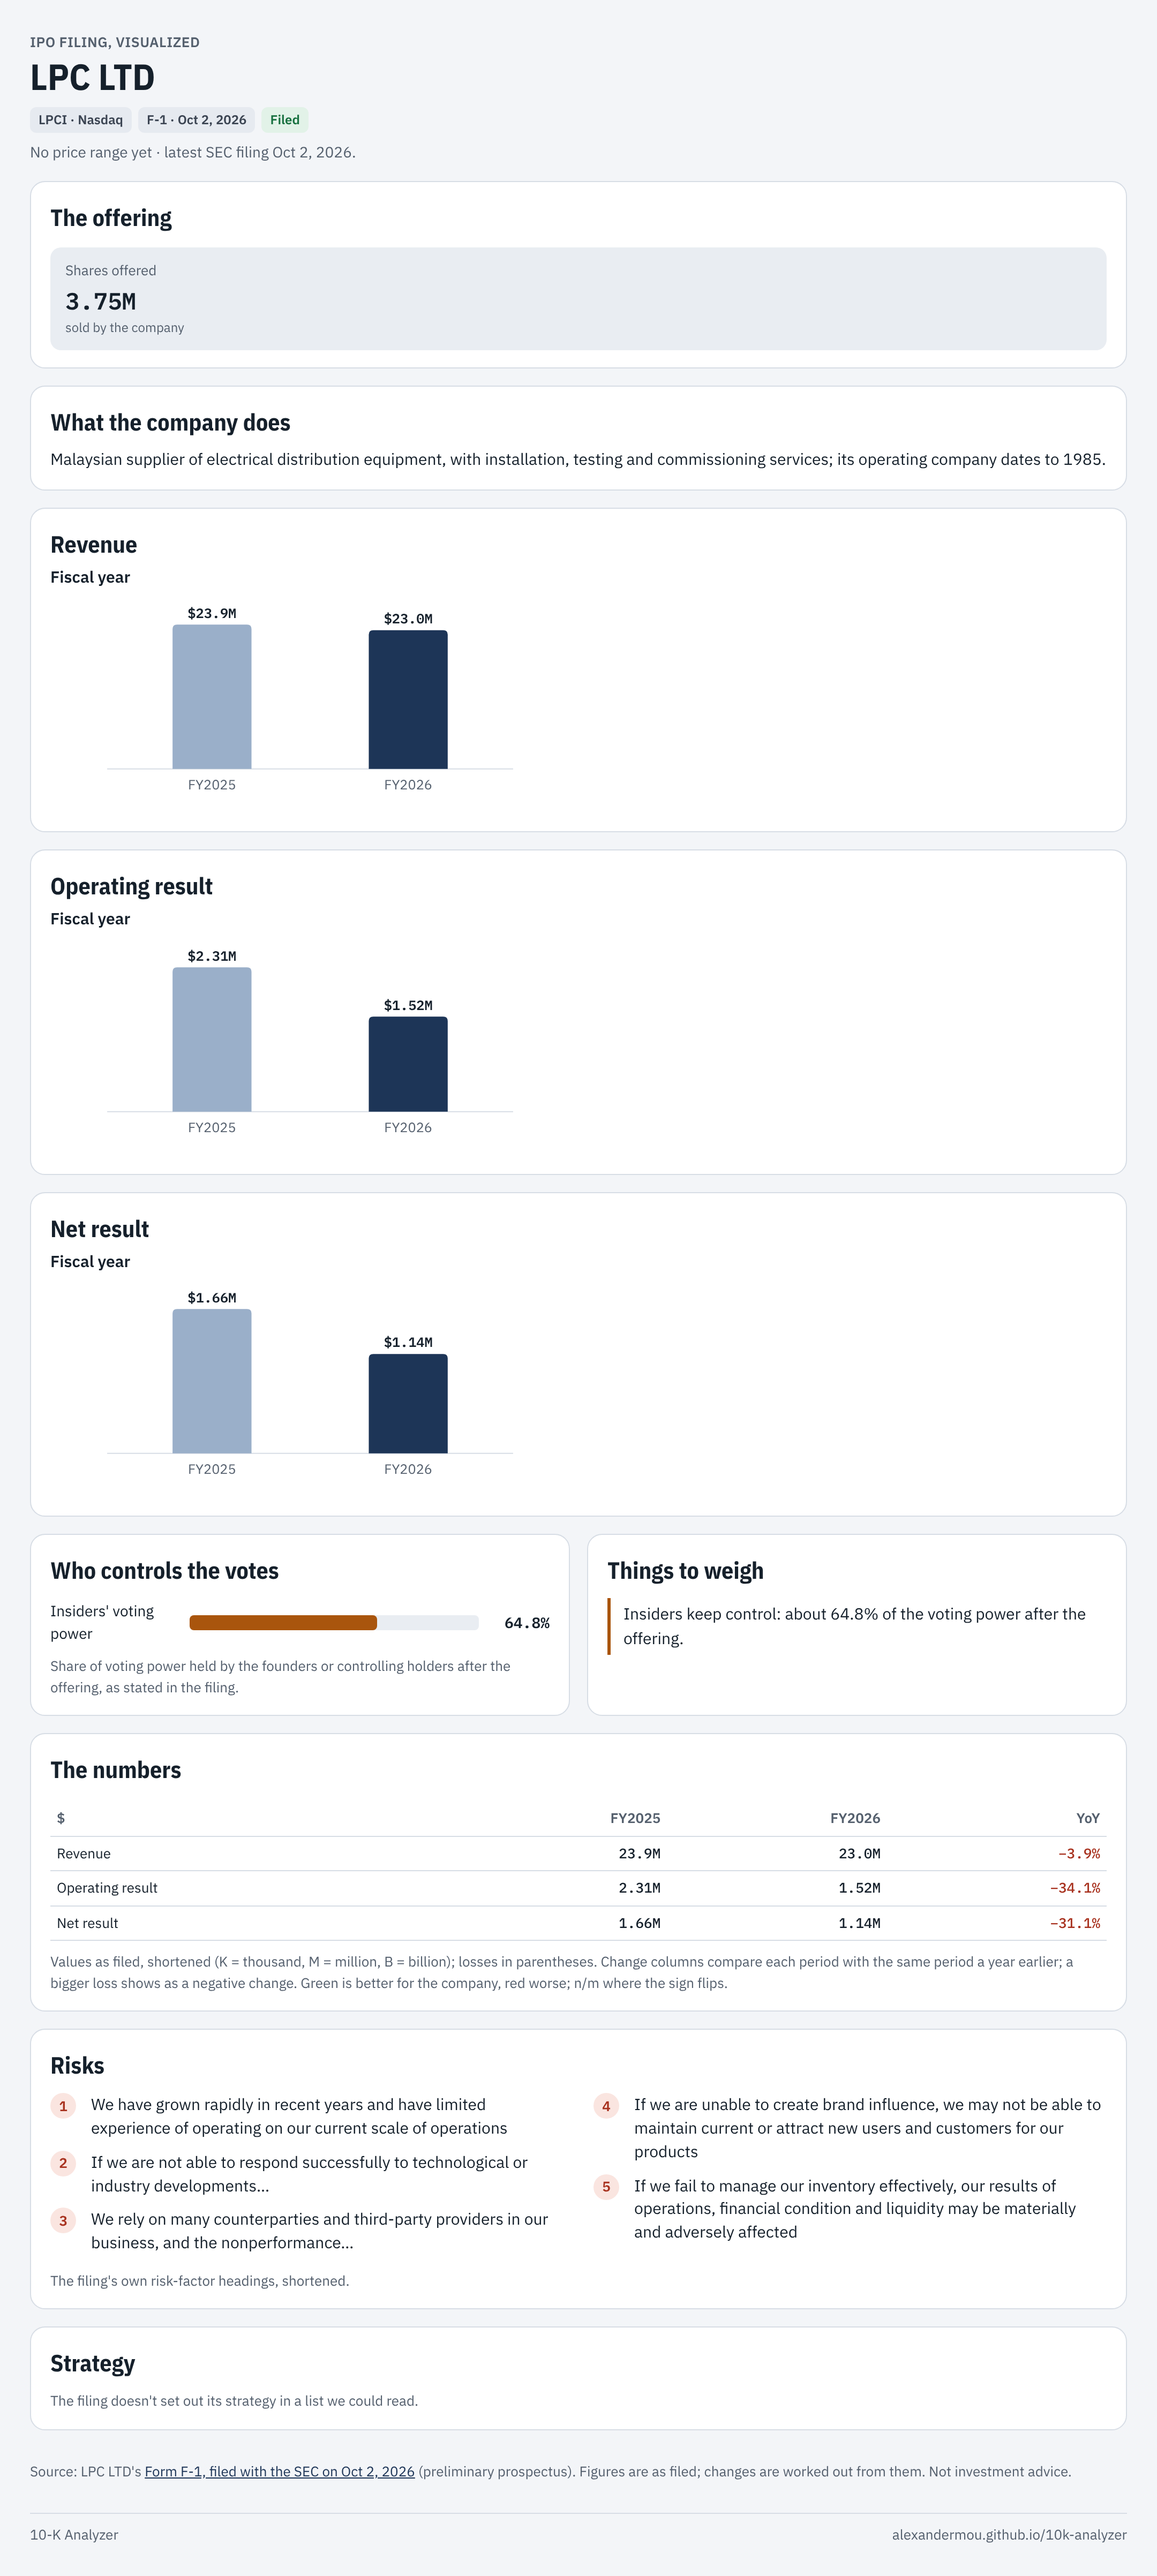 IPO FILING, VISUALIZED
LPC LTD
LPCI · Nasdaq
F-1 · Oct 2, 2026
Filed
No price range yet · latest SEC filing Oct 2, 2026.
The offering
Shares offered
3.75M
sold by the company
What the company does
Malaysian supplier of electrical distribution equipment, with installation, testing and commissioning services; its operating company dates to 1985.
Revenue
Fiscal year
$23.9M
$23.0M
FY2025
FY2026
Operating result
Fiscal year
$2.31M
$1.52M
FY2025
FY2026
Net result
Fiscal year
$1.66M
$1.14M
FY2025
FY2026
Who controls the votes
Insiders' voting
power
64.8%
Share of voting power held by the founders or controlling holders after the
offering, as stated in the filing.
Things to weigh
Insiders keep control: about 64.8% of the voting power after the
offering.
The numbers
$ FY2025 FY2026 YoY
Revenue 23.9M 23.0M −3.9%
Operating result 2.31M 1.52M −34.1%
Net result 1.66M 1.14M −31.1%
Values as filed, shortened (K = thousand, M = million, B = billion); losses in parentheses. Change columns compare each period with the same period a year earlier; a
bigger loss shows as a negative change. Green is better for the company, red worse; n/m where the sign flips.
Risks
1 We have grown rapidly in recent years and have limited
experience of operating on our current scale of operations
2 If we are not able to respond successfully to technological or
industry developments…
3 We rely on many counterparties and third-party providers in our
business, and the nonperformance…
4 If we are unable to create brand influence, we may not be able to
maintain current or attract new users and customers for our
products
5 If we fail to manage our inventory effectively, our results of
operations, financial condition and liquidity may be materially
and adversely affected
The filing's own risk-factor headings, shortened.
Strategy
The filing doesn't set out its strategy in a list we could read.
Source: LPC LTD's Form F-1, filed with the SEC on Oct 2, 2026 (preliminary prospectus). Figures are as filed; changes are worked out from them. Not investment advice.
10-K Analyzer
alexandermou.github.io/10k-analyzer